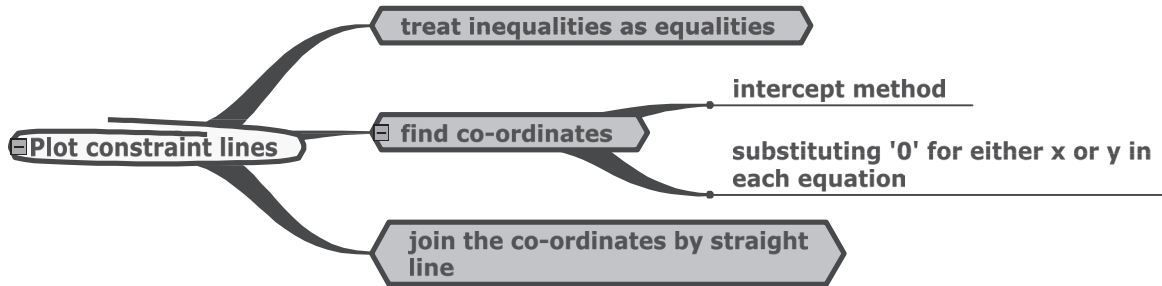 treat inequalities as equalities
intercept method
find co-ordinates
Plot constraint lines
substituting '0' for either x or y in
each equation
join the co-ordinates by straight
line